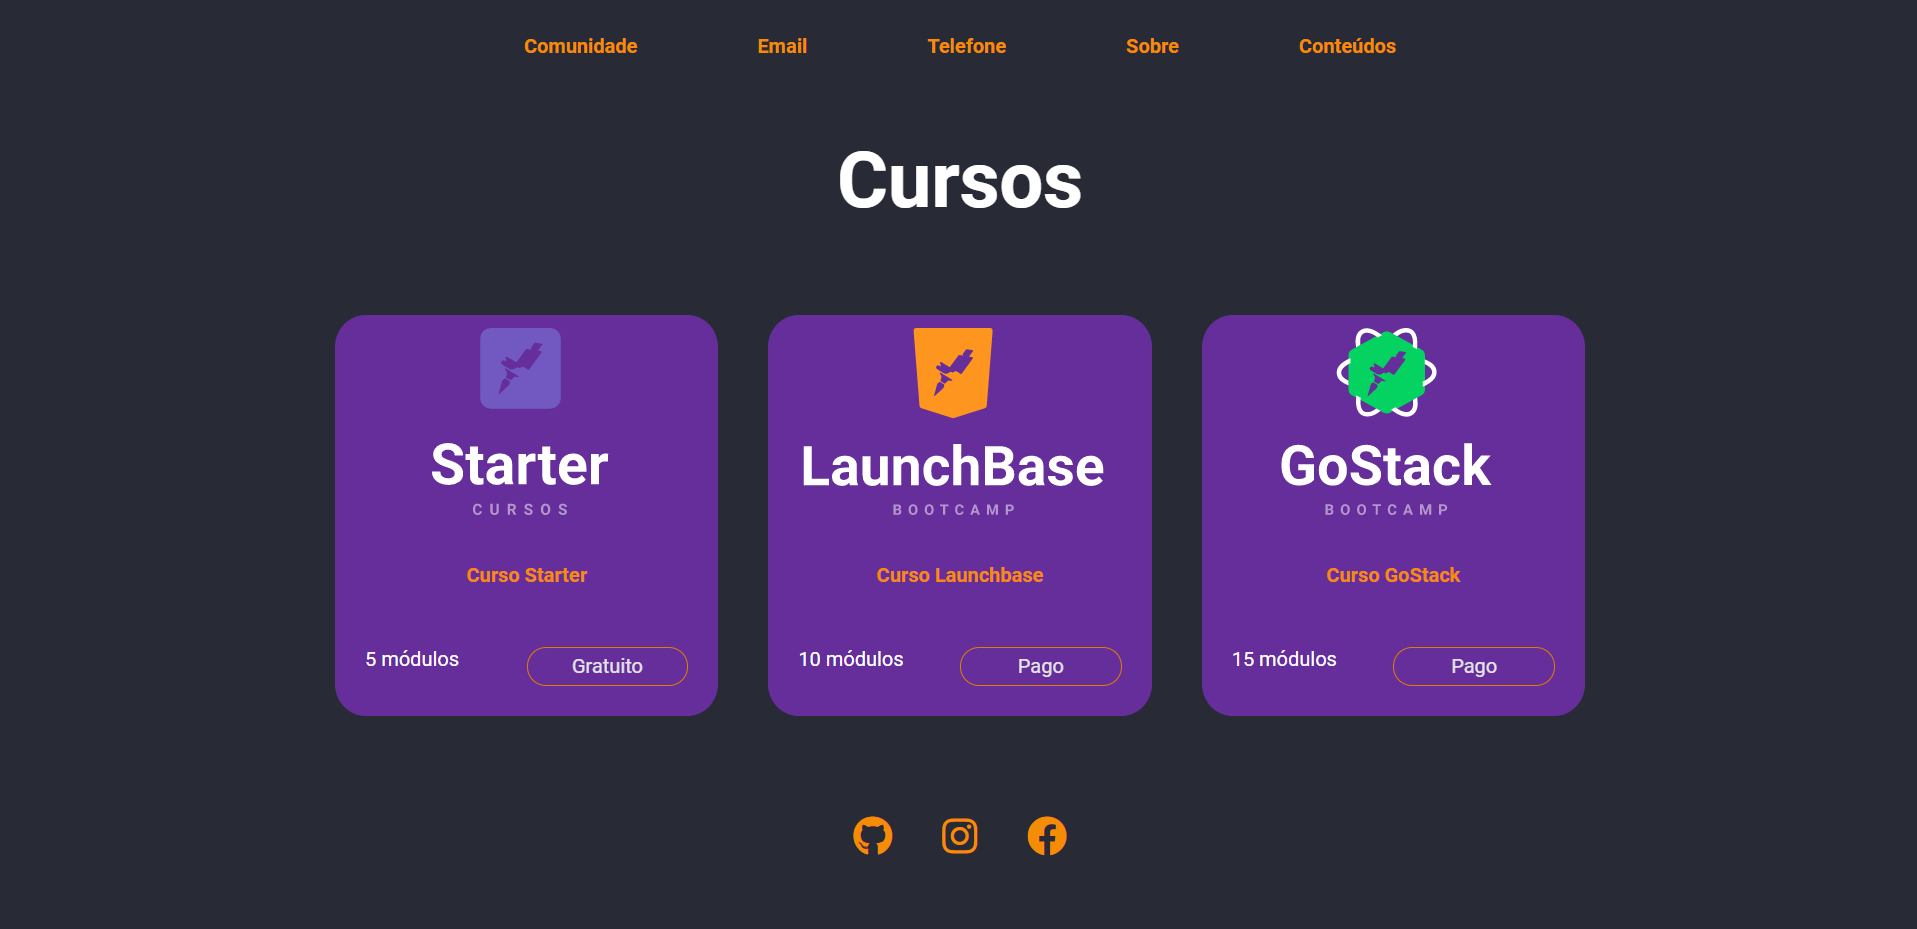 Comunidade Email Telefone Sobre Conteúdos
Cursos
Starter
CURSOS
Curso Starter
5 módulos Gratuito
LaunchBase
BOOTCAMP
Curso Launchbase
10 módulos Pago
GoStack
BOOTCAMP
Curso GoStack
15 módulos Pago